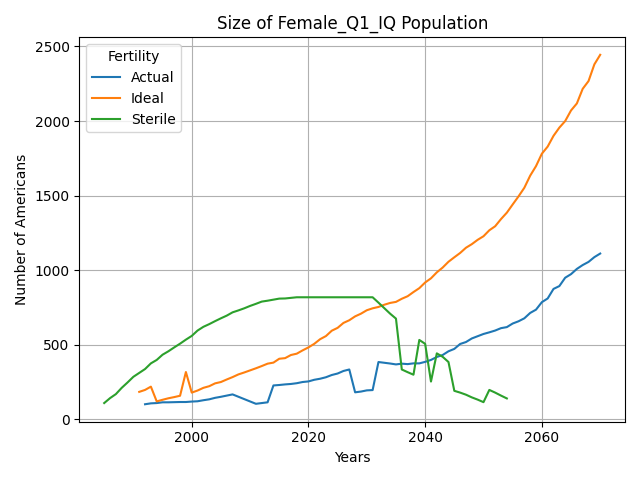 Size of Female_Q1_IQ Population
Fertility
Actual
Ideal
Sterile
Number of Americans
2500
2000
1500
1000
500
0
2000
2020
2040
2060
Years